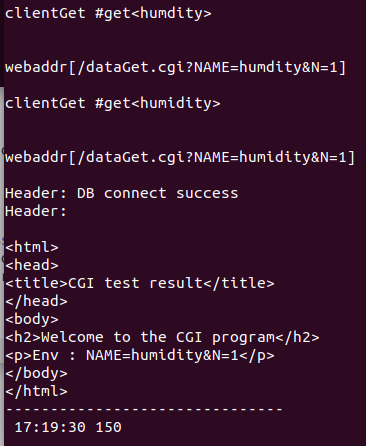 clientGet #get<humdity>
webaddr[/dataGet.cgi?NAME=humdity&N=1]
clientGet #get<humidity>
webaddr[/dataGet.cgi?NAME=humidity&N=1]
Header: DB connect success
Header:
<html>
<head>
<title>CGI test result</title>
</head>
<body>
<h2>Welcome to the CGI program</h2>
<p>Env : NAME=humidity&N=1</p>
</body>
</html>
-------------------------------
17:19:30 150